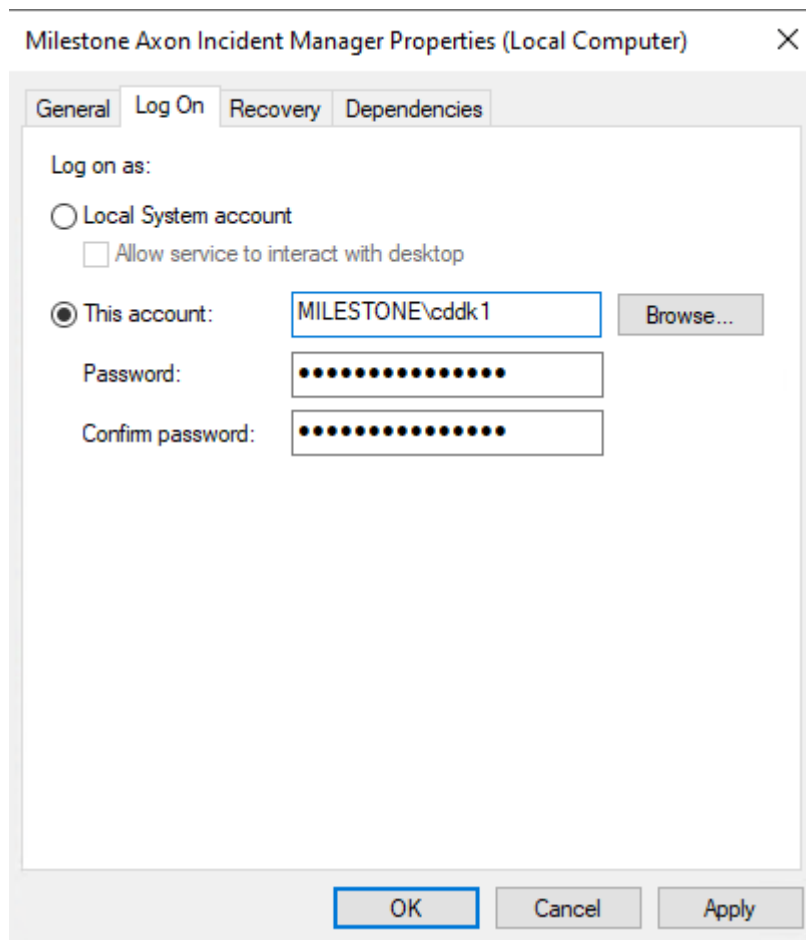 Milestone Axon Incident Manager Properties (Local Computer)
General Log On Recovery Dependencies
Log on as:
Local System account
Allow service to interact with desktop
This account: MILESTONE\cddk1 Browse...
Password: •••••••••••••••
Confirm password: •••••••••••••••
OK Cancel Apply